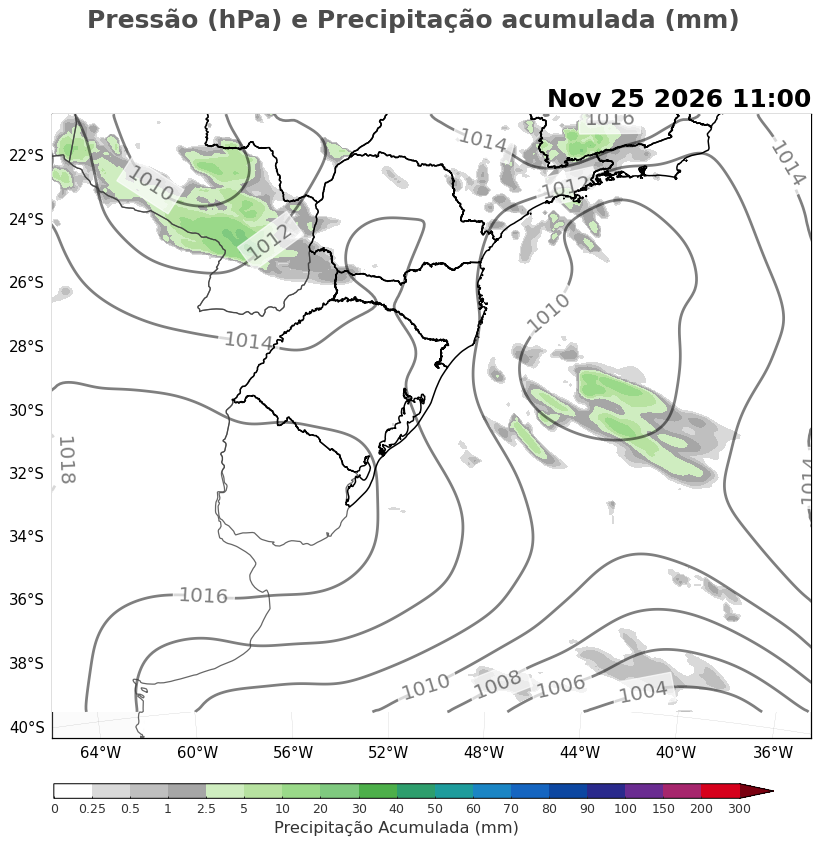 Pressão (hPa) e Precipitação acumulada (mm)
Nov 25 2026 11:00
1016
1014
1014
22°S
1010
1012
24°S
1012
26°S
1010
28°S
1014
30°S
1018
32°S
1014
34°S
36°S
1016
38°S
1010
1008
1006
1004
40°S
64°W 60°W 56°W 52°W 48°W 44°W 40°W 36°W
0 0.25 0.5 1 2.5 5 10 20 30 40 50 60 70 80 90 100 150 200 300
Precipitação Acumulada (mm)